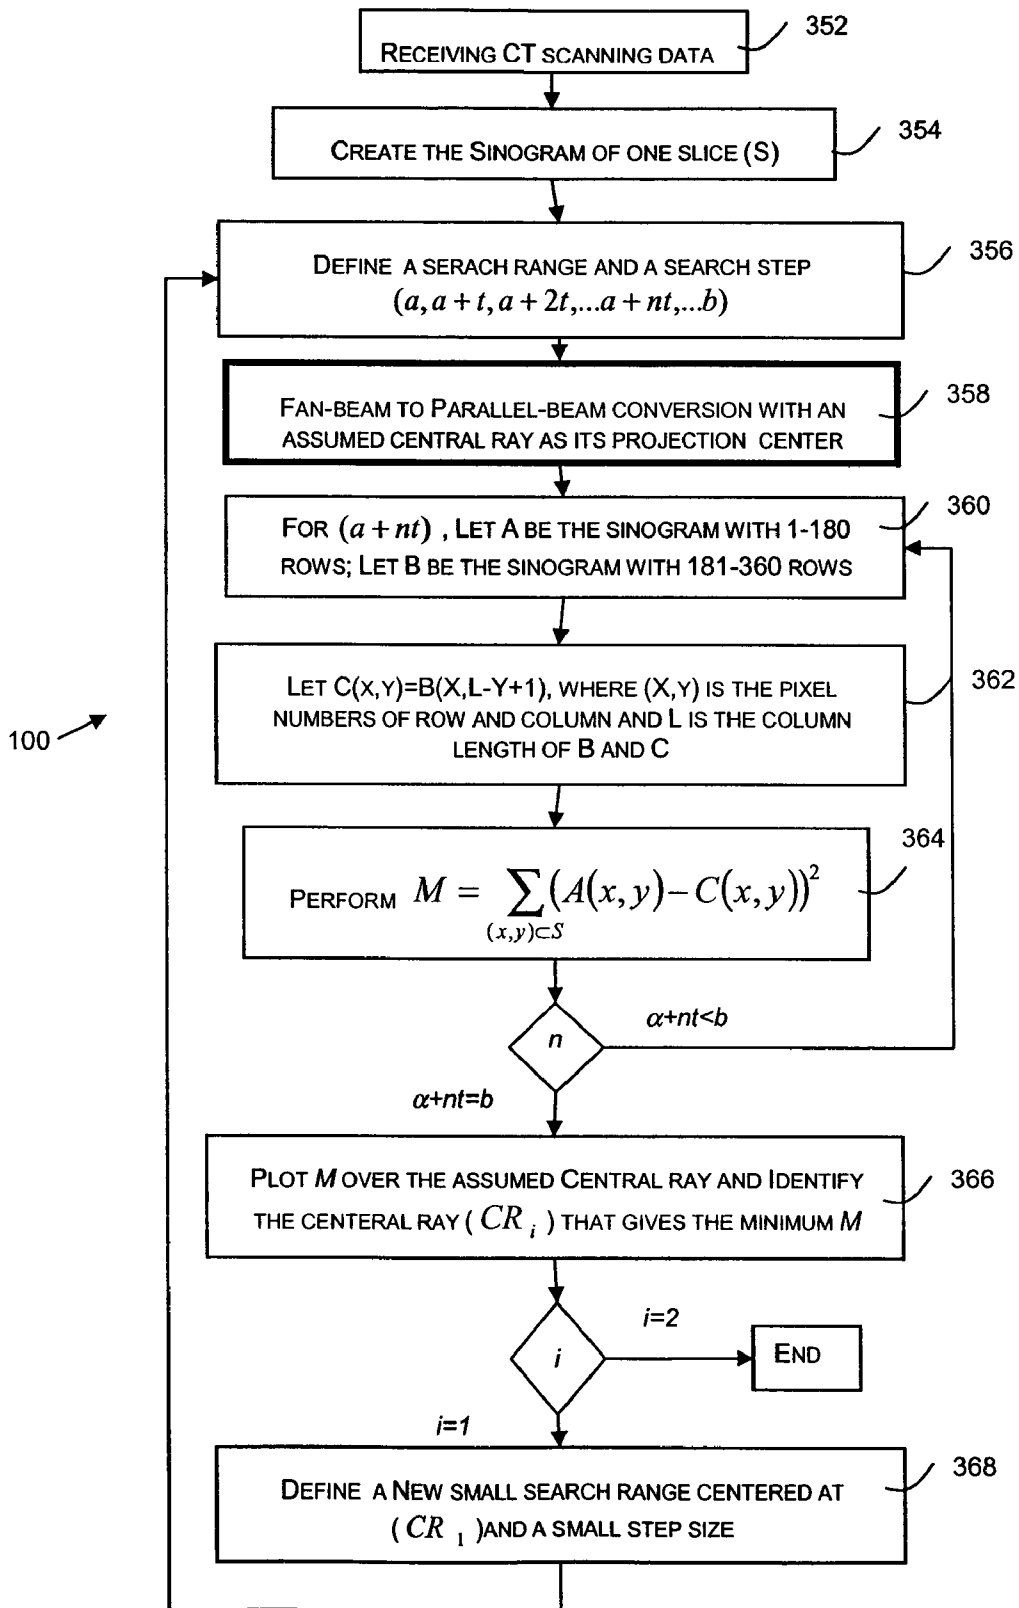 352
RECEIVING CT SCANNING DATA
354
CREATE THE SINOGRAM OF ONE SLICE (S)
356
DEFINE A SERACH RANGE AND A SEARCH STEP
(a, a + t, a + 2t,...a + nt,...b)
358
FAN-BEAM TO PARALLEL-BEAM CONVERSION WITH AN
ASSUMED CENTRAL RAY AS ITS PROJECTION CENTER
360
FOR (a + nt) , LET A BE THE SINOGRAM WITH 1-180
ROWS; LET B BE THE SINOGRAM WITH 181-360 ROWS
362
LET C(X,Y)=B(X,L-Y+1), WHERE (X,Y) IS THE PIXEL
NUMBERS OF ROW AND COLUMN AND L IS THE COLUMN
LENGTH OF B AND C
100
364
PERFORM M = ∑(x,y)⊂S (A(x, y) − C(x, y))²
n
α+nt<b
α+nt=b
366
PLOT M OVER THE ASSUMED CENTRAL RAY AND IDENTIFY
THE CENTERAL RAY ( CR i ) THAT GIVES THE MINIMUM M
i
i=2
END
i=1
368
DEFINE A NEW SMALL SEARCH RANGE CENTERED AT
( CR 1 ) AND A SMALL STEP SIZE